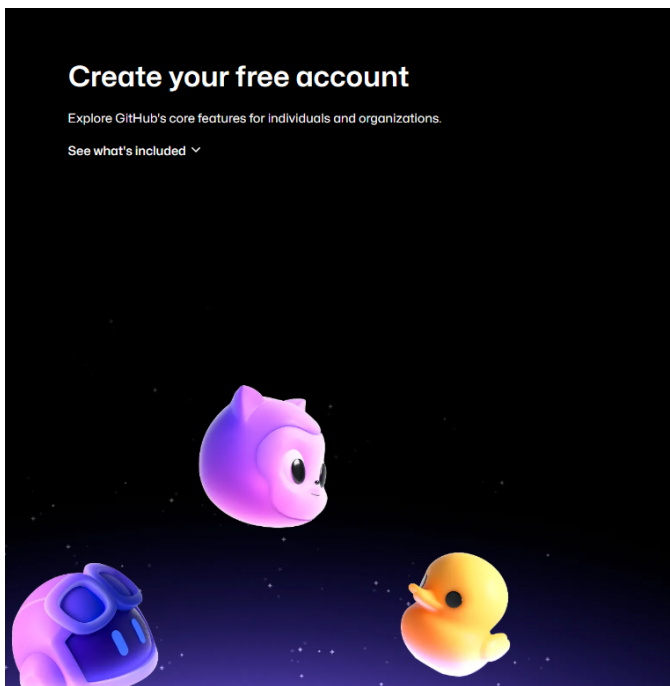 Create your free account
Explore GitHub's core features for individuals and organizations.
See what's included